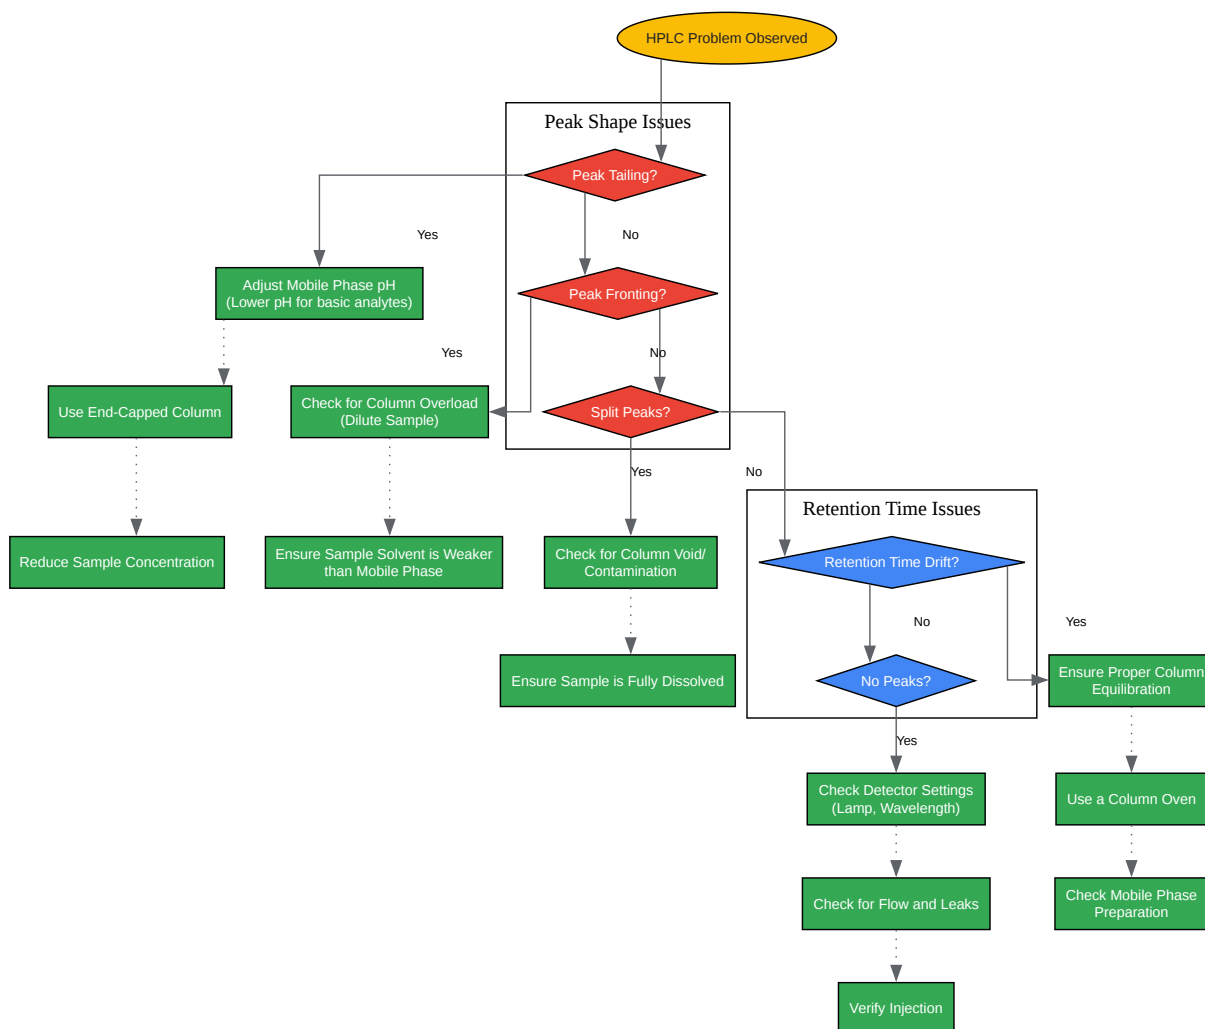 HPLC Problem Observed
Peak Shape Issues
Peak Tailing?
Yes
No
Adjust Mobile Phase pH
(Lower pH for basic analytes)
Peak Fronting?
Yes
No
Use End-Capped Column
Check for Column Overload
(Dilute Sample)
Split Peaks?
Yes
No
Retention Time Issues
Reduce Sample Concentration
Ensure Sample Solvent is Weaker
than Mobile Phase
Check for Column Void/
Contamination
Retention Time Drift?
No
Yes
Ensure Sample is Fully Dissolved
No Peaks?
Ensure Proper Column
Equilibration
Yes
Check Detector Settings
(Lamp, Wavelength)
Use a Column Oven
Check for Flow and Leaks
Check Mobile Phase
Preparation
Verify Injection